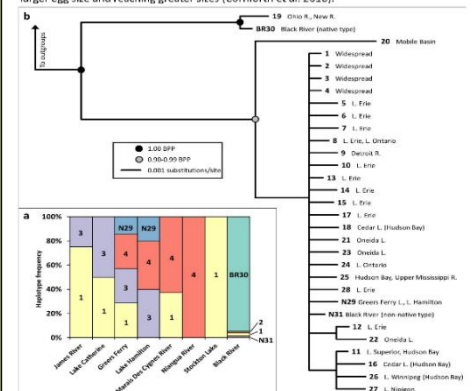 larger egg size and reaching greater sites (Cornforth et al. 2010).
b
19 Ohio R., New R.
BR30 Black River (native type)
20 Mobile Basin
To outgroups
1 Widespread
2 Widespread
3 Widespread
4 Widespread
5 L. Erie
6 L. Erie
7 L. Erie
8 L. Erie, L. Ontario
9 Detroit R.
10 L. Erie
13 L. Erie
14 L. Erie
15 L. Erie
17 L. Erie
18 Cedar L. (Hudson Bay)
21 Oneida L.
23 Oneida L.
24 L. Ontario
25 Hudson Bay, Upper Mississippi R.
28 L. Erie
N29 Greers Ferry L., L. Hamilton
N31 Black River (non-native type)
12 L. Erie
22 Oneida L.
11 L. Superior, Hudson Bay
16 Cedar L. (Hudson Bay)
26 L. Winnipeg (Hudson Bay)
27 L. Nipigon
1.00 BPP
0.90-0.99 BPP
0.001 substitutions/site
a
Haplotype frequency
100%
80%
60%
40%
20%
0%
3
1
3
1
N29
4
3
1
N29
4
3
4
1
4
1
BR30
2
1
N31
James River
Lake Catherine
Greers Ferry
Lake Hamilton
Marais Des Cygnes River
Niangua River
Stockton Lake
Black River